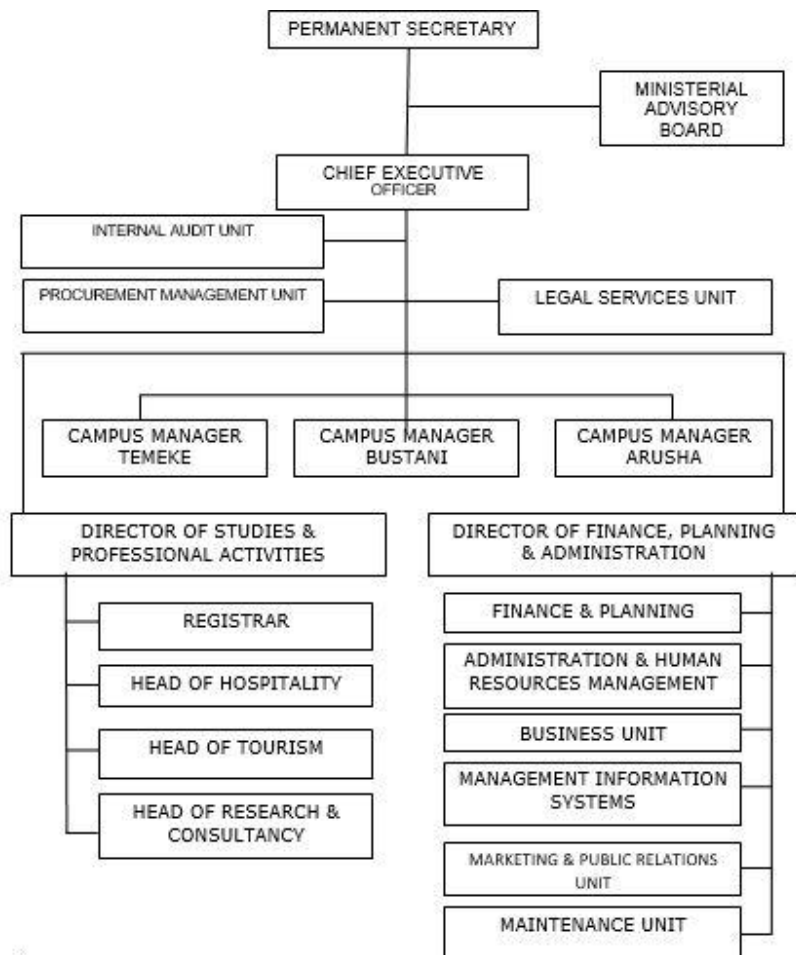 PERMANENT SECRETARY
MINISTERIAL
ADVISORY
BOARD
CHIEF EXECUTIVE
OFFICER
INTERNAL AUDIT UNIT
PROCUREMENT MANAGEMENT UNIT
LEGAL SERVICES UNIT
CAMPUS MANAGER
TEMEKE
CAMPUS MANAGER
BUSTANI
CAMPUS MANAGER
ARUSHA
DIRECTOR OF STUDIES &
PROFESSIONAL ACTIVITIES
REGISTRAR
HEAD OF HOSPITALITY
HEAD OF TOURISM
HEAD OF RESEARCH &
CONSULTANCY
DIRECTOR OF FINANCE, PLANNING
& ADMINISTRATION
FINANCE & PLANNING
ADMINISTRATION & HUMAN
RESOURCES MANAGEMENT
BUSINESS UNIT
MANAGEMENT INFORMATION
SYSTEMS
MARKETING & PUBLIC RELATIONS
UNIT
MAINTENANCE UNIT